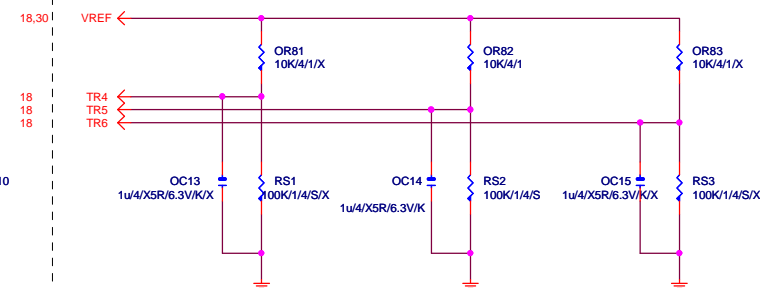 18,30 VREF
OR81
10K/4/1/X
OR82
10K/4/1
OR83
10K/4/1/X
18 TR4
18 TR5
18 TR6
10
OC13
1u/4/X5R/6.3V/K/X
RS1
100K/1/4/S/X
OC14
1u/4/X5R/6.3V/K
RS2
100K/1/4/S
OC15
1u/4/X5R/6.3V/K/X
RS3
100K/1/4/S/X